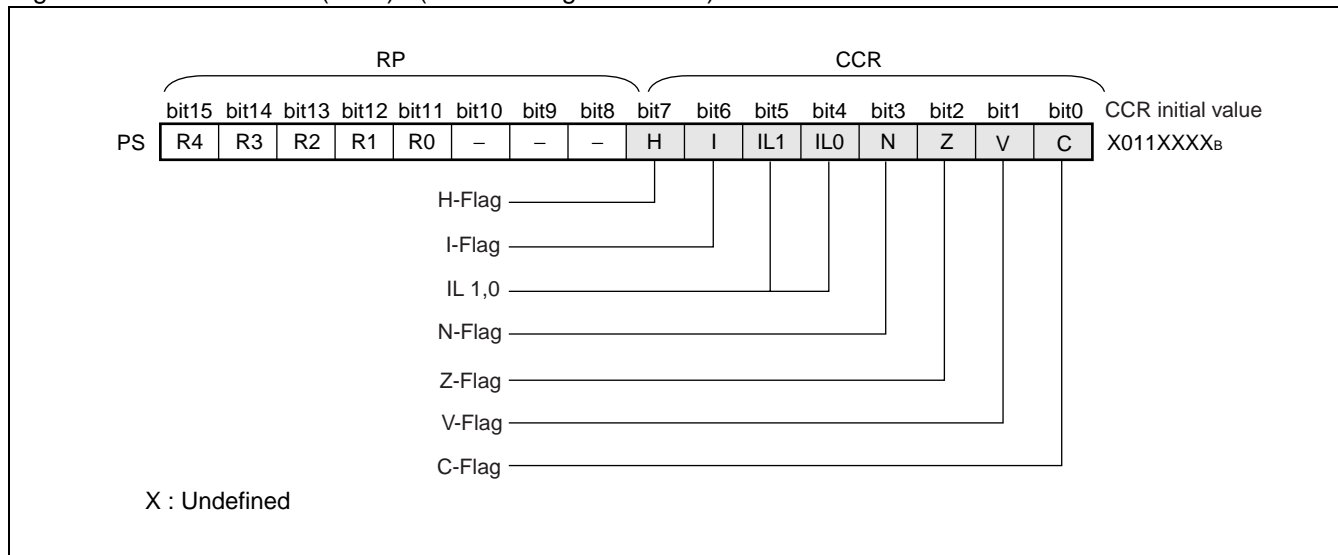 RP CCR
bit15 bit14 bit13 bit12 bit11 bit10 bit9 bit8 bit7 bit6 bit5 bit4 bit3 bit2 bit1 bit0 CCR initial value
PS R4 R3 R2 R1 R0 – – – H I IL1 IL0 N Z V C X011XXXXB
H-Flag
I-Flag
IL 1,0
N-Flag
Z-Flag
V-Flag
C-Flag
X : Undefined